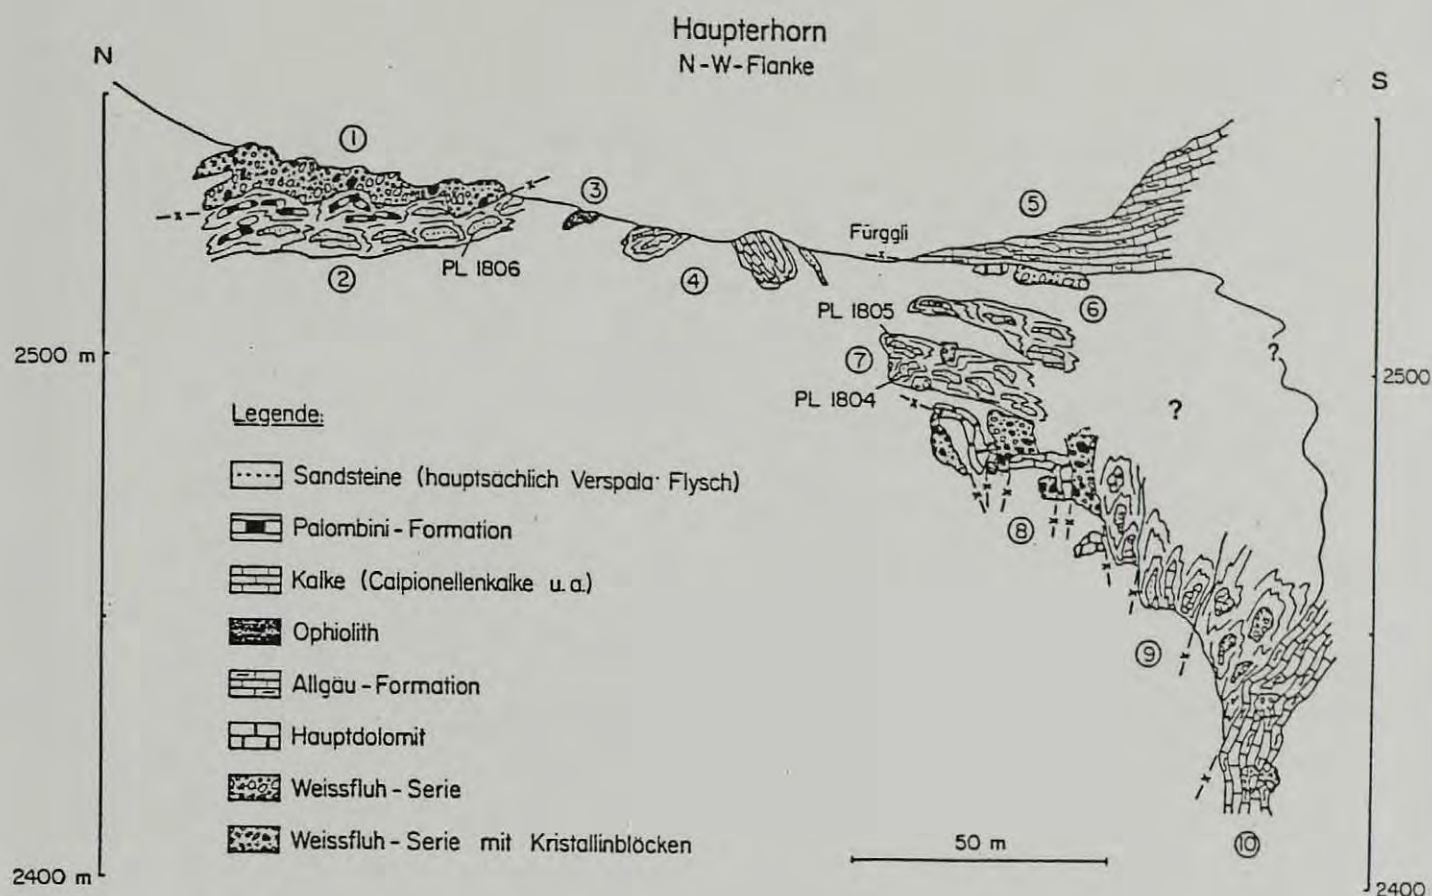 Haupterhorn
N-W-Flanke
N
S
①
③
⑤
Fürggli
PL 1806
②
④
⑥
PL 1805
2500 m
⑦
?
2500
PL 1804
?
Legende:
Sandsteine (hauptsächlich Verspala-Flysch)
⑧
Palombini-Formation
Kalke (Calpionellenkalke u.a.)
Ophiolith
⑨
Allgäu-Formation
Hauptdolomit
Weissfluh-Serie
Weissfluh-Serie mit Kristallinblöcken
50 m
⑩
2400 m
2400